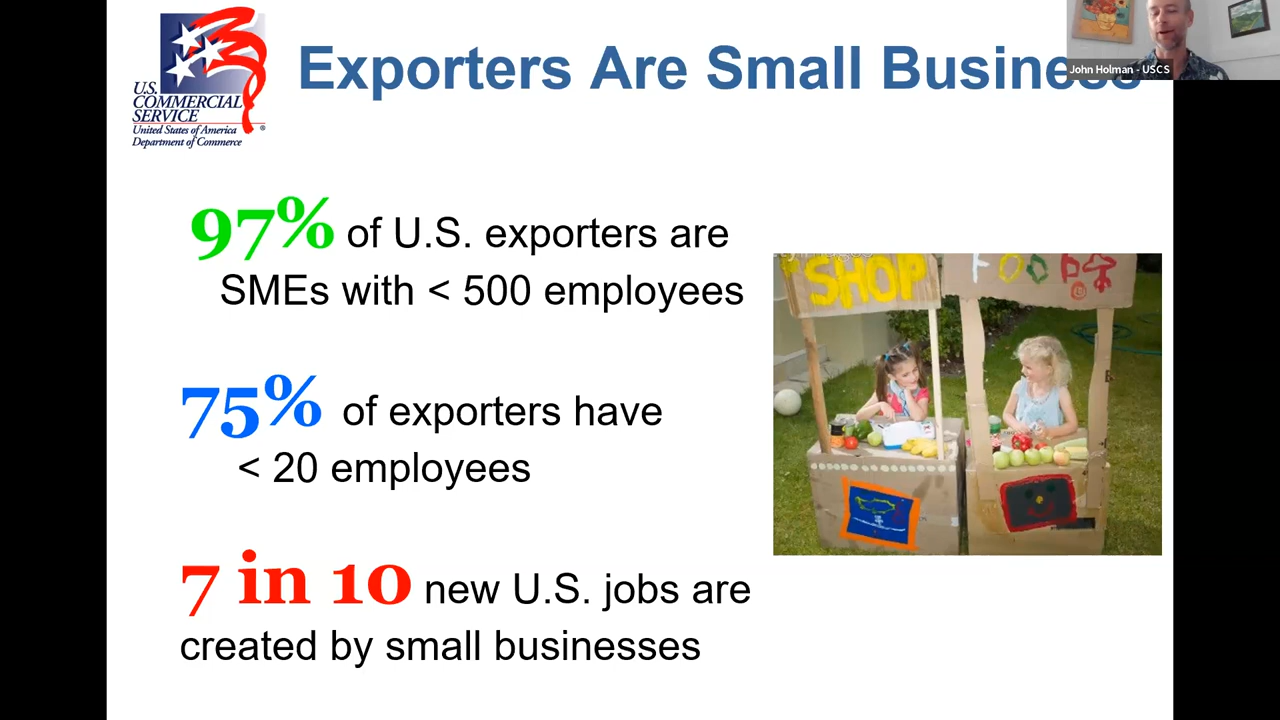 U.S.
COMMERCIAL
SERVICE
United States of America
Department of Commerce
®
Exporters Are Small Business
John Holman - USCS
97% of U.S. exporters are
SMEs with < 500 employees
75% of exporters have
< 20 employees
7 in 10 new U.S. jobs are
created by small businesses
SHOP
FOOD